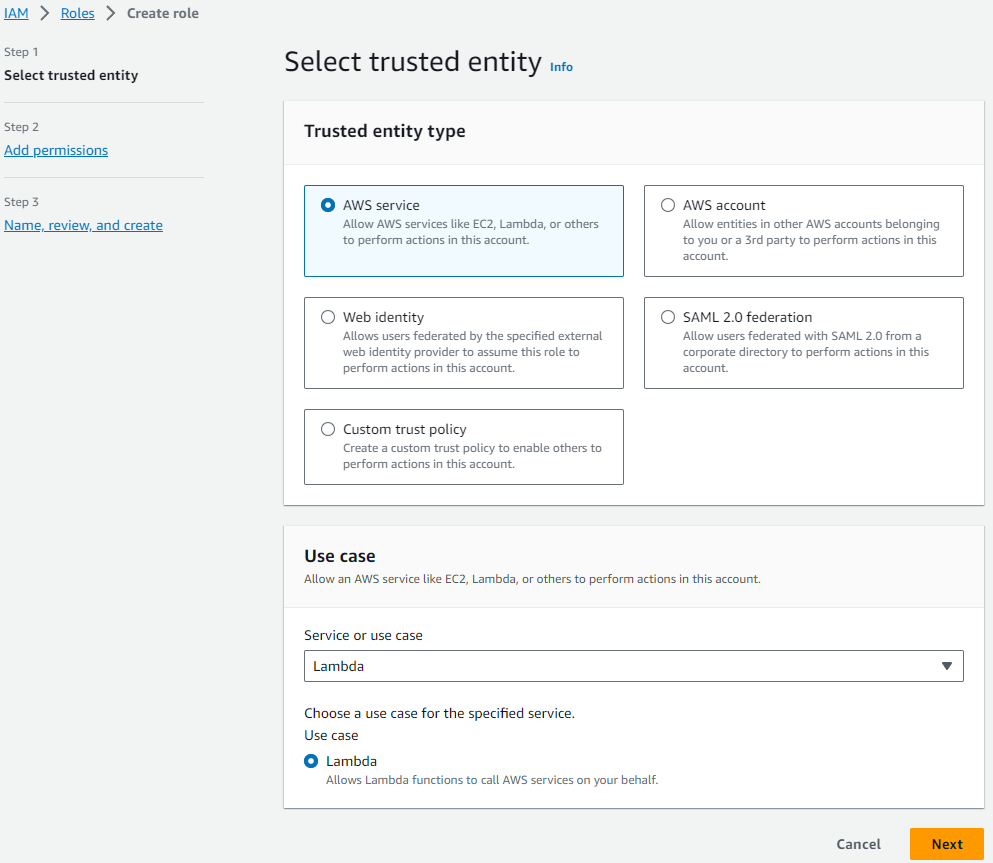 IAM > Roles > Create role
Step 1
Select trusted entity
Step 2
Add permissions
Step 3
Name, review, and create
Select trusted entity Info
Trusted entity type
AWS service
Allow AWS services like EC2, Lambda, or others
to perform actions in this account.
AWS account
Allow entities in other AWS accounts belonging
to you or a 3rd party to perform actions in this
account.
Web identity
Allows users federated by the specified external
web identity provider to assume this role to
perform actions in this account.
SAML 2.0 federation
Allow users federated with SAML 2.0 from a
corporate directory to perform actions in this
account.
Custom trust policy
Create a custom trust policy to enable others to
perform actions in this account.
Use case
Allow an AWS service like EC2, Lambda, or others to perform actions in this account.
Service or use case
Lambda
Choose a use case for the specified service.
Use case
Lambda
Allows Lambda functions to call AWS services on your behalf.
Cancel Next